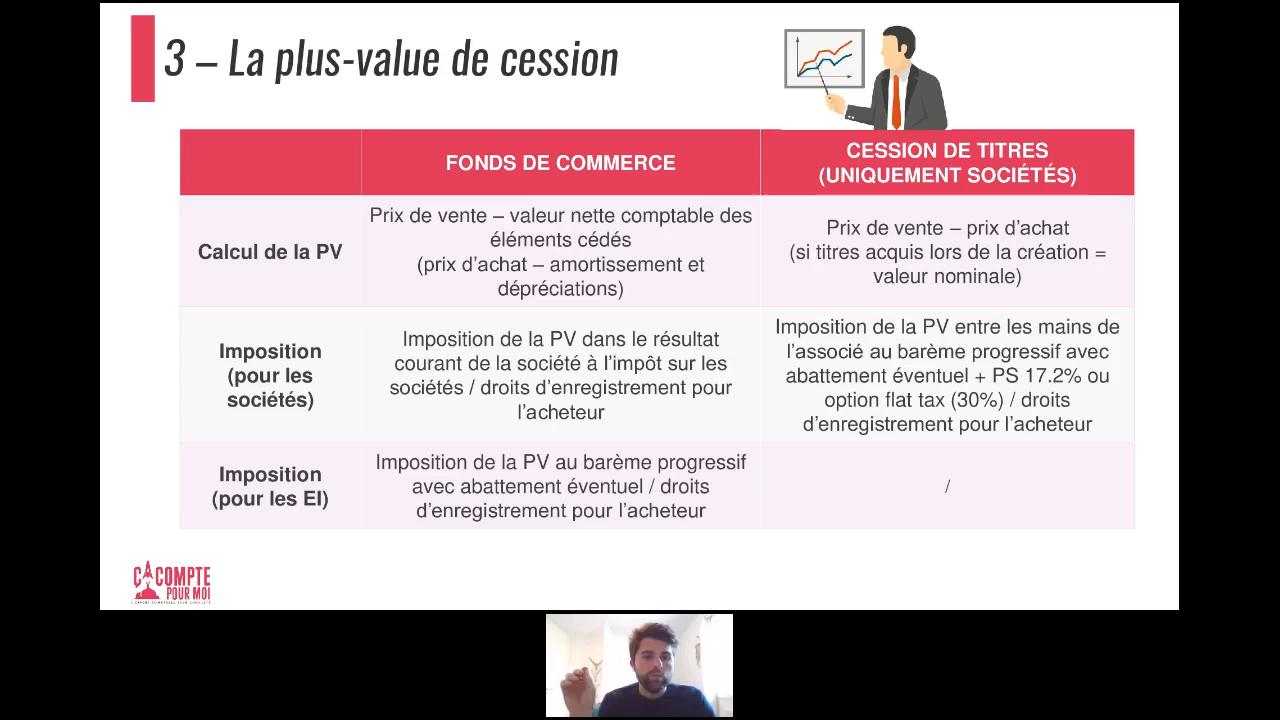 3 – La plus-value de cession
FONDS DE COMMERCE
CESSION DE TITRES
(UNIQUEMENT SOCIÉTÉS)
Calcul de la PV
Prix de vente – valeur nette comptable des
éléments cédés
(prix d’achat – amortissement et
dépréciations)
Prix de vente – prix d’achat
(si titres acquis lors de la création =
valeur nominale)
Imposition
(pour les
sociétés)
Imposition de la PV dans le résultat
courant de la société à l’impôt sur les
sociétés / droits d’enregistrement pour
l’acheteur
Imposition de la PV entre les mains de
l’associé au barème progressif avec
abattement éventuel + PS 17.2% ou
option flat tax (30%) / droits
d’enregistrement pour l’acheteur
Imposition
(pour les EI)
Imposition de la PV au barème progressif
avec abattement éventuel / droits
d’enregistrement pour l’acheteur
/
CACOMPTE
POUR MOI